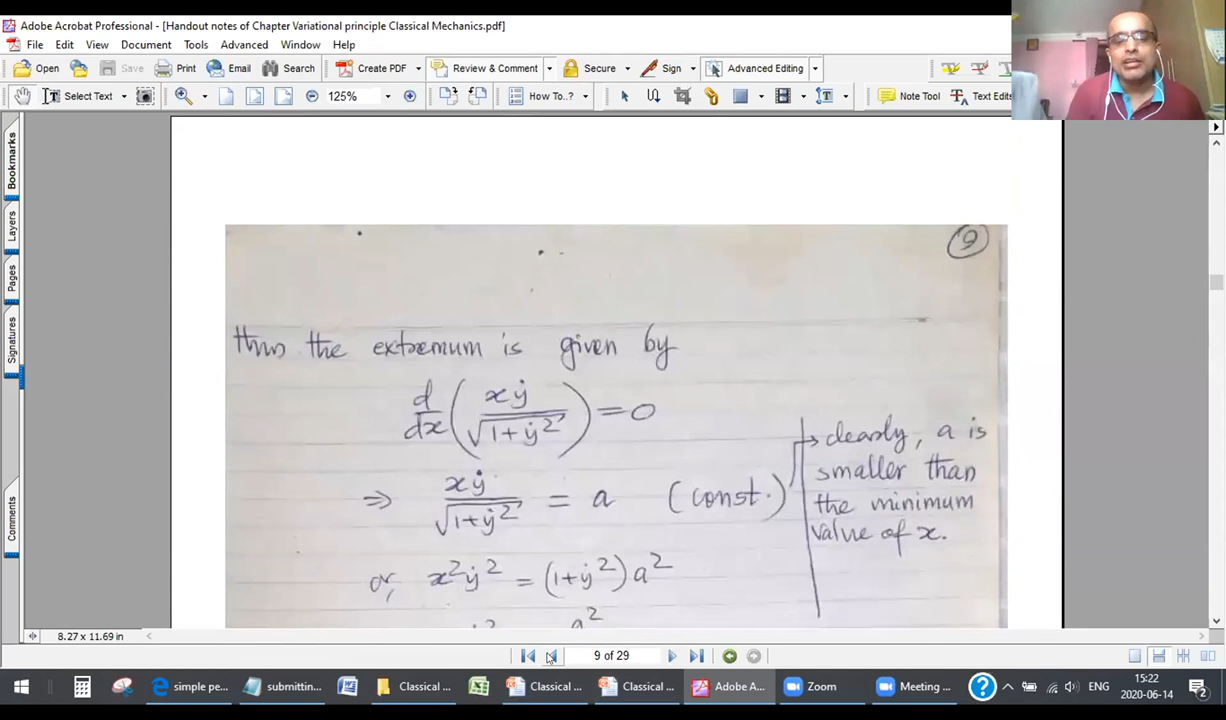 Adobe Acrobat Professional - [Handout notes of Chapter Variational principle Classical Mechanics.pdf]
File Edit View Document Tools Advanced Window Help
Open Save Print Email Search Create PDF Review & Comment Secure Sign Advanced Editing
Select Text 125% How To..? Note Tool Text Edits
Bookmarks
Layers
Pages
Signatures
Comments
9
thus the extremum is given by
d/dx (xẏ/√(1+ẏ²)) = 0
⇒ xẏ/√(1+ẏ²) = a (const.)
→ clearly, a is
smaller than
the minimum
value of x.
or, x²ẏ² = (1+ẏ²)a²
8.27 x 11.69 in
9 of 29
simple pe... submittin... Classical ... Classical ... Classical ... Adobe A... Zoom Meeting ... ENG 15:22
2020-06-14
2